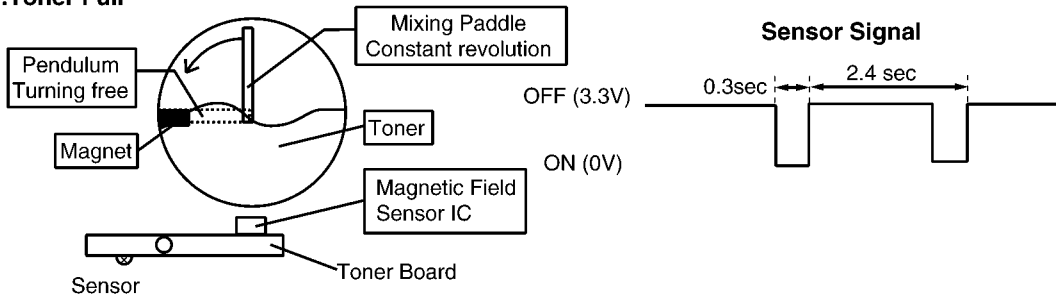 .Toner Full
Mixing Paddle
Constant revolution
Pendulum
Turning free
Magnet
Toner
Magnetic Field
Sensor IC
Toner Board
Sensor
Sensor Signal
0.3sec
2.4 sec
OFF (3.3V)
ON (0V)